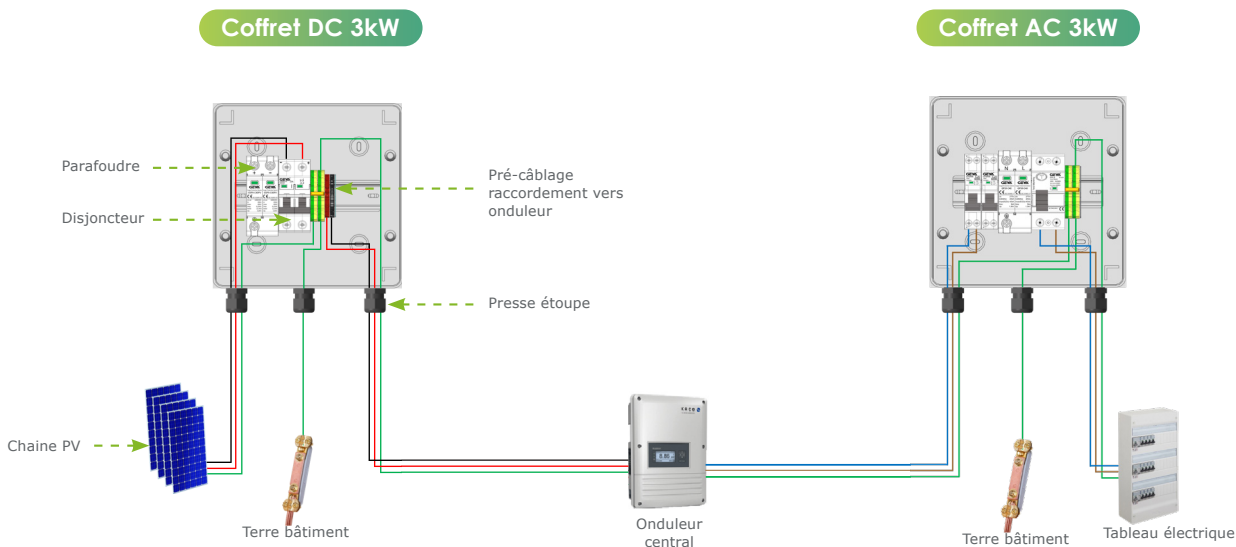 Coffret DC 3kW
Coffret AC 3kW
Parafoudre
Disjoncteur
Pré-câblage
raccordement vers
onduleur
Presse étoupe
Chaine PV
Terre bâtiment
Onduleur
central
Terre bâtiment
Tableau électrique